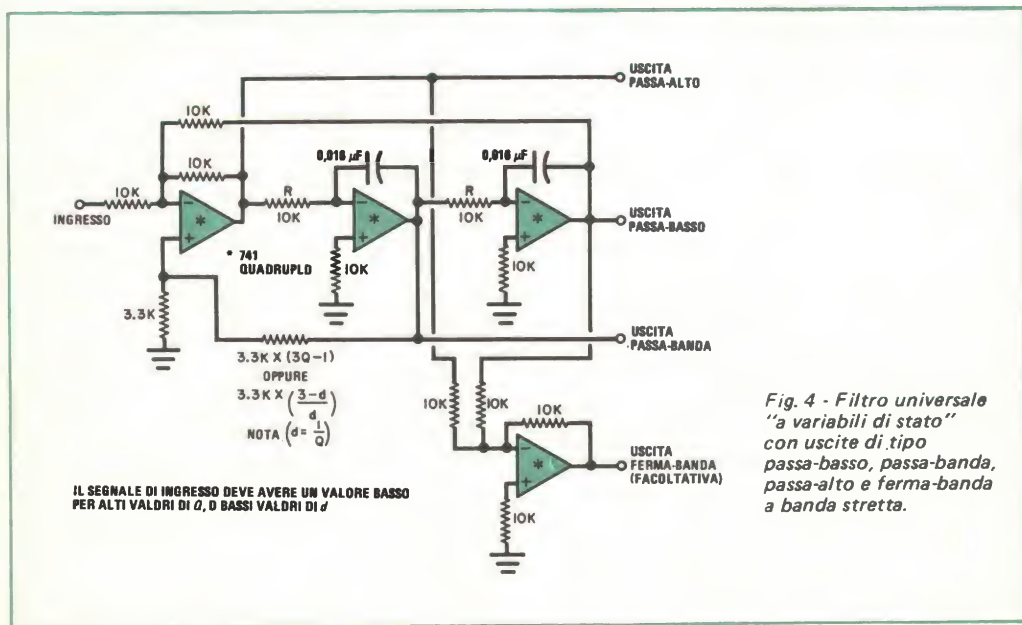 USCITA
PASSA-ALTO
10K
10K
10K
INGRESSO
3.3K
* 741
QUADRUPLO
R
10K
0,016 µF
10K
R
10K
0,016 µF
10K
USCITA
PASSA-BASSO
USCITA
PASSA-BANDA
3.3K X (3Q-1)
OPPURE
3.3K X (3-d / d)
NOTA (d = 1/Q)
10K
10K
10K
10K
USCITA
FERMA-BANDA
(FACOLTATIVA)
IL SEGNALE DI INGRESSO DEVE AVERE UN VALORE BASSO
PER ALTI VALORI DI Q, O BASSI VALORI DI d
Fig. 4 - Filtro universale
"a variabili di stato"
con uscite di tipo
passa-basso, passa-banda,
passa-alto e ferma-banda
a banda stretta.